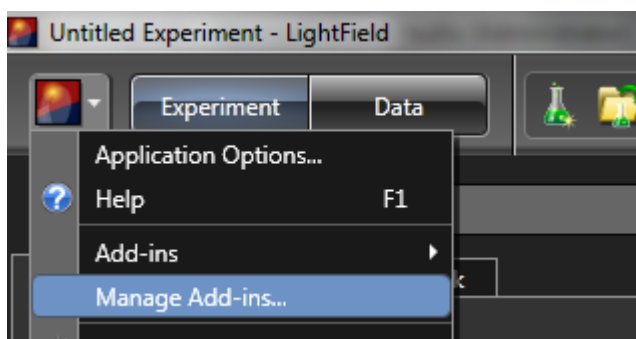 Untitled Experiment - LightField
Experiment Data
Application Options...
Help F1
Add-ins
Manage Add-ins...